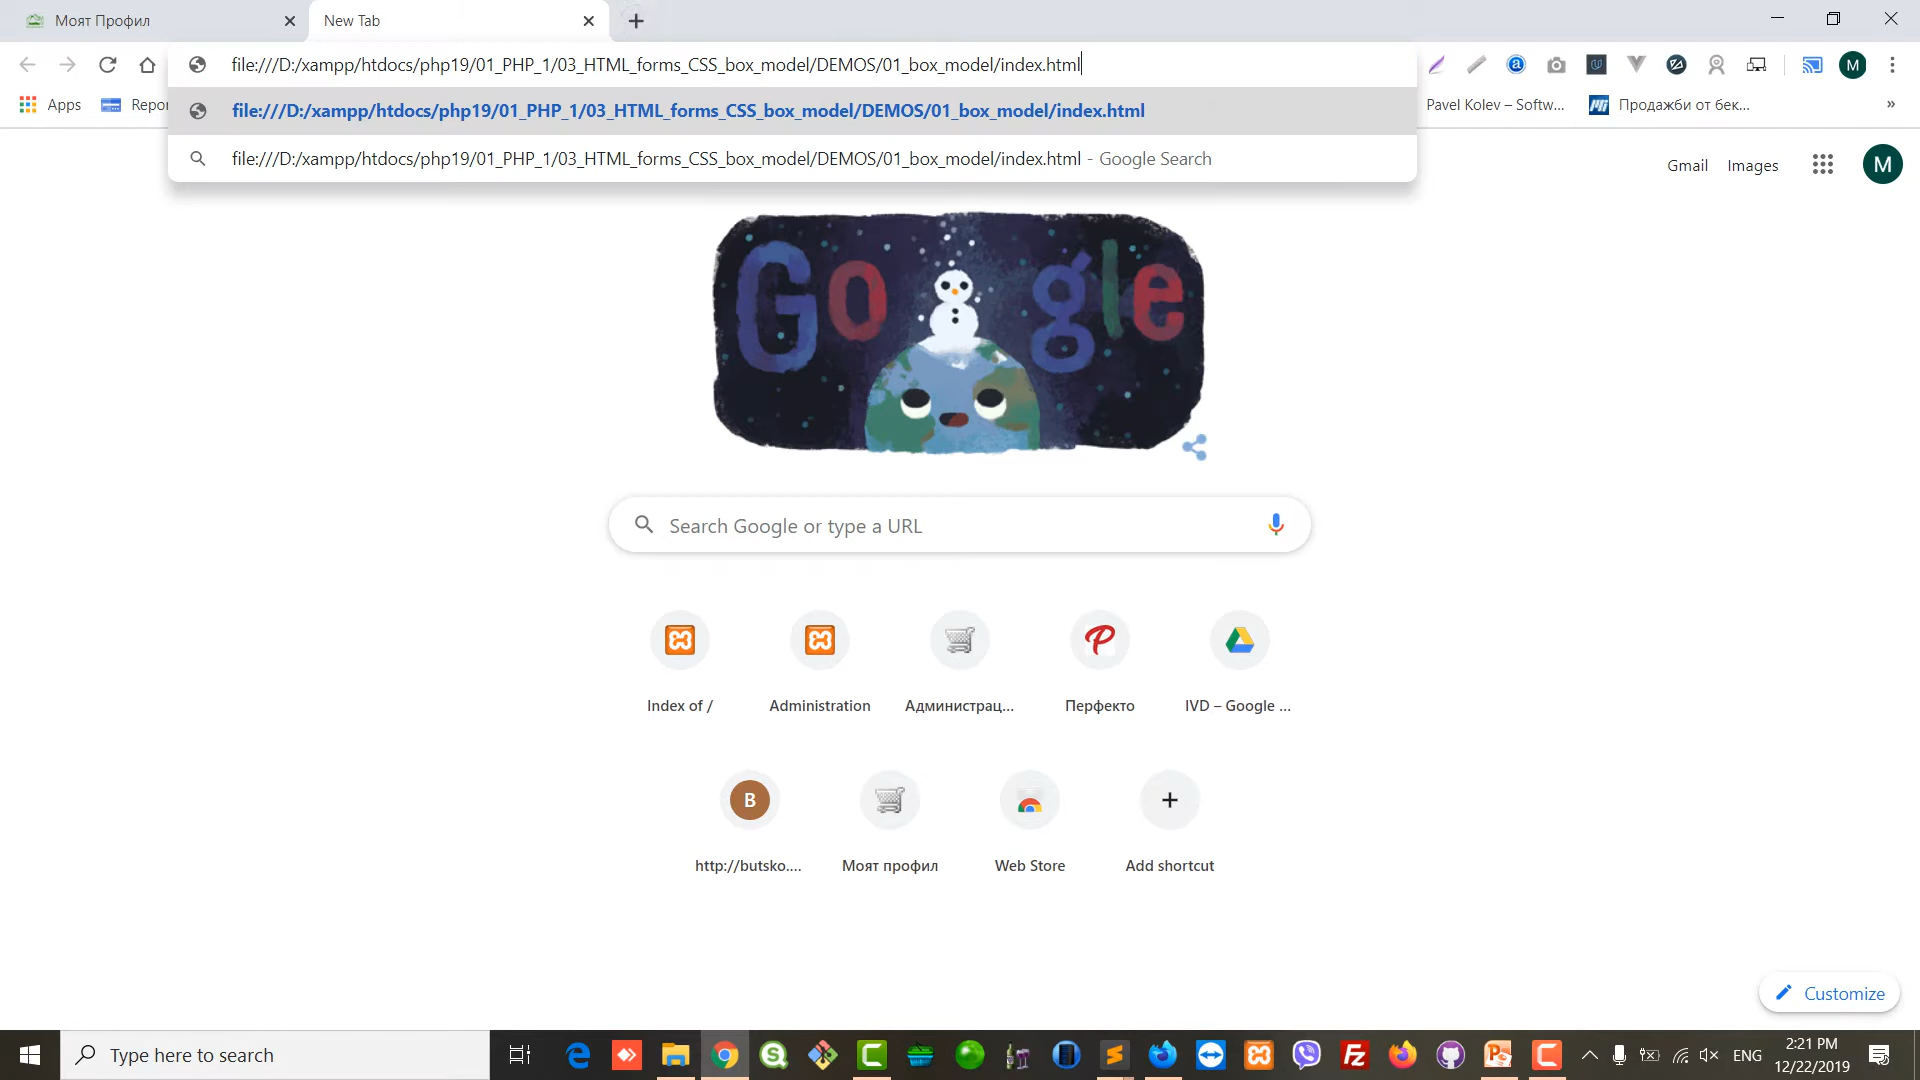 Моят Профил
New Tab
file:///D:/xampp/htdocs/php19/01_PHP_1/03_HTML_forms_CSS_box_model/DEMOS/01_box_model/index.html
Apps
Repor
file:///D:/xampp/htdocs/php19/01_PHP_1/03_HTML_forms_CSS_box_model/DEMOS/01_box_model/index.html
Pavel Kolev – Softw...
Продажби от бек...
»
file:///D:/xampp/htdocs/php19/01_PHP_1/03_HTML_forms_CSS_box_model/DEMOS/01_box_model/index.html - Google Search
Gmail
Images
M
M
Google
Search Google or type a URL
Index of /
Administration
Администрац...
Перфекто
IVD – Google ...
B
http://butsko....
Моят профил
Web Store
Add shortcut
Customize
Type here to search
ENG
2:21 PM
12/22/2019